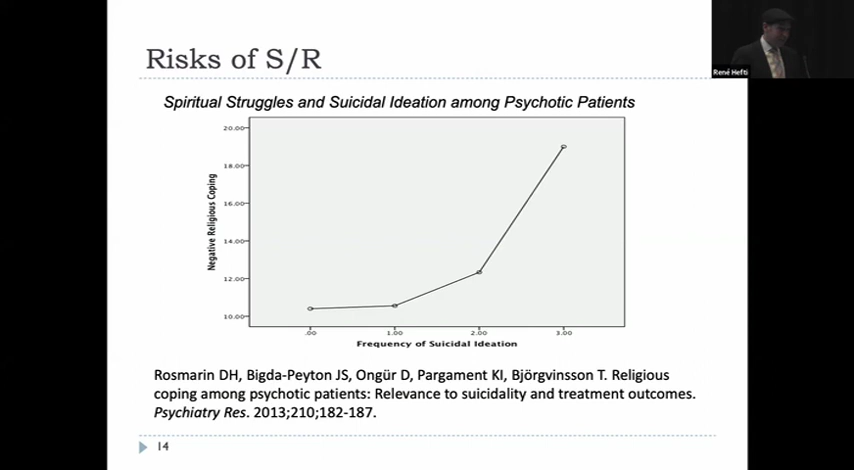 Risks of S/R
René Hefti
Spiritual Struggles and Suicidal Ideation among Psychotic Patients
20.00
18.00
16.00
14.00
12.00
10.00
Negative Religious Coping
.00
1.00
2.00
3.00
Frequency of Suicidal Ideation
Rosmarin DH, Bigda-Peyton JS, Ongür D, Pargament KI, Björgvinsson T. Religious
coping among psychotic patients: Relevance to suicidality and treatment outcomes.
Psychiatry Res. 2013;210;182-187.
14